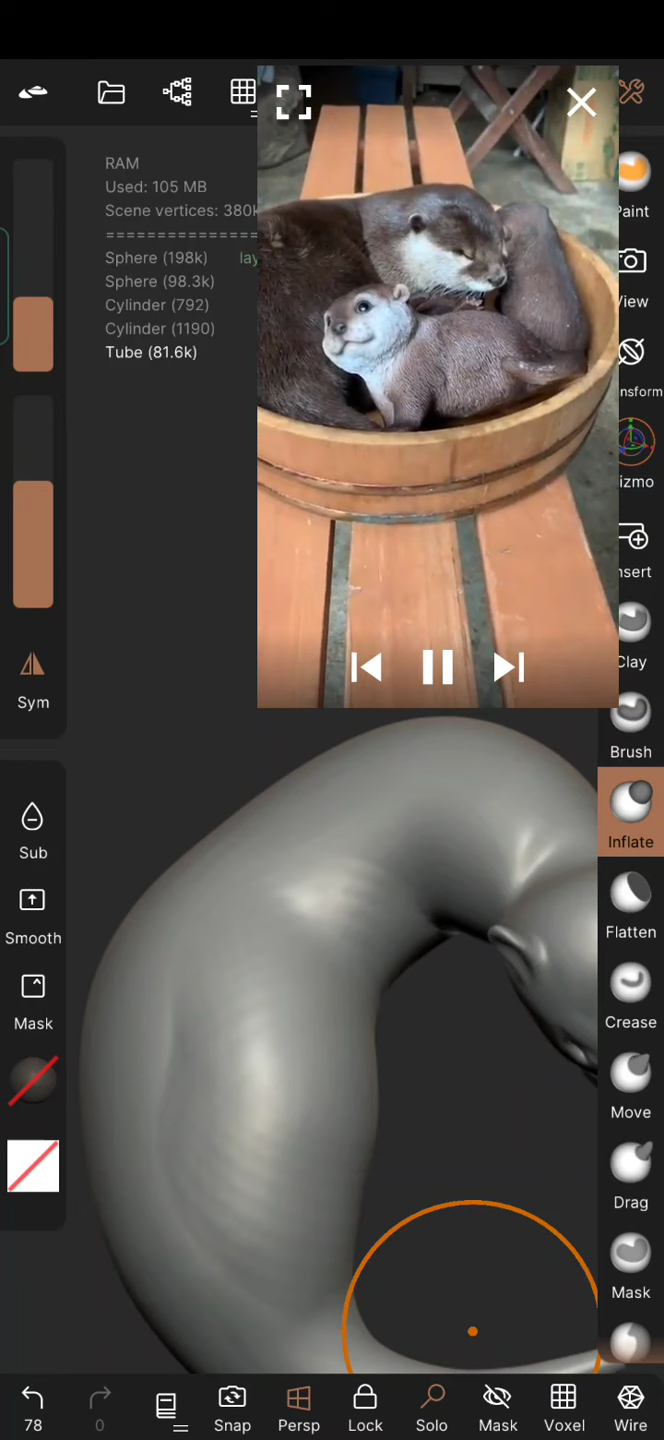 RAM
Used: 105 MB
Scene vertices: 380k
===============
Sphere (198k) lay
Sphere (98.3k)
Cylinder (792)
Cylinder (1190)
Tube (81.6k)
Sym
Sub
Smooth
Mask
Paint
View
nsform
izmo
nsert
Clay
Brush
Inflate
Flatten
Crease
Move
Drag
Mask
78
0
Snap
Persp
Lock
Solo
Mask
Voxel
Wire